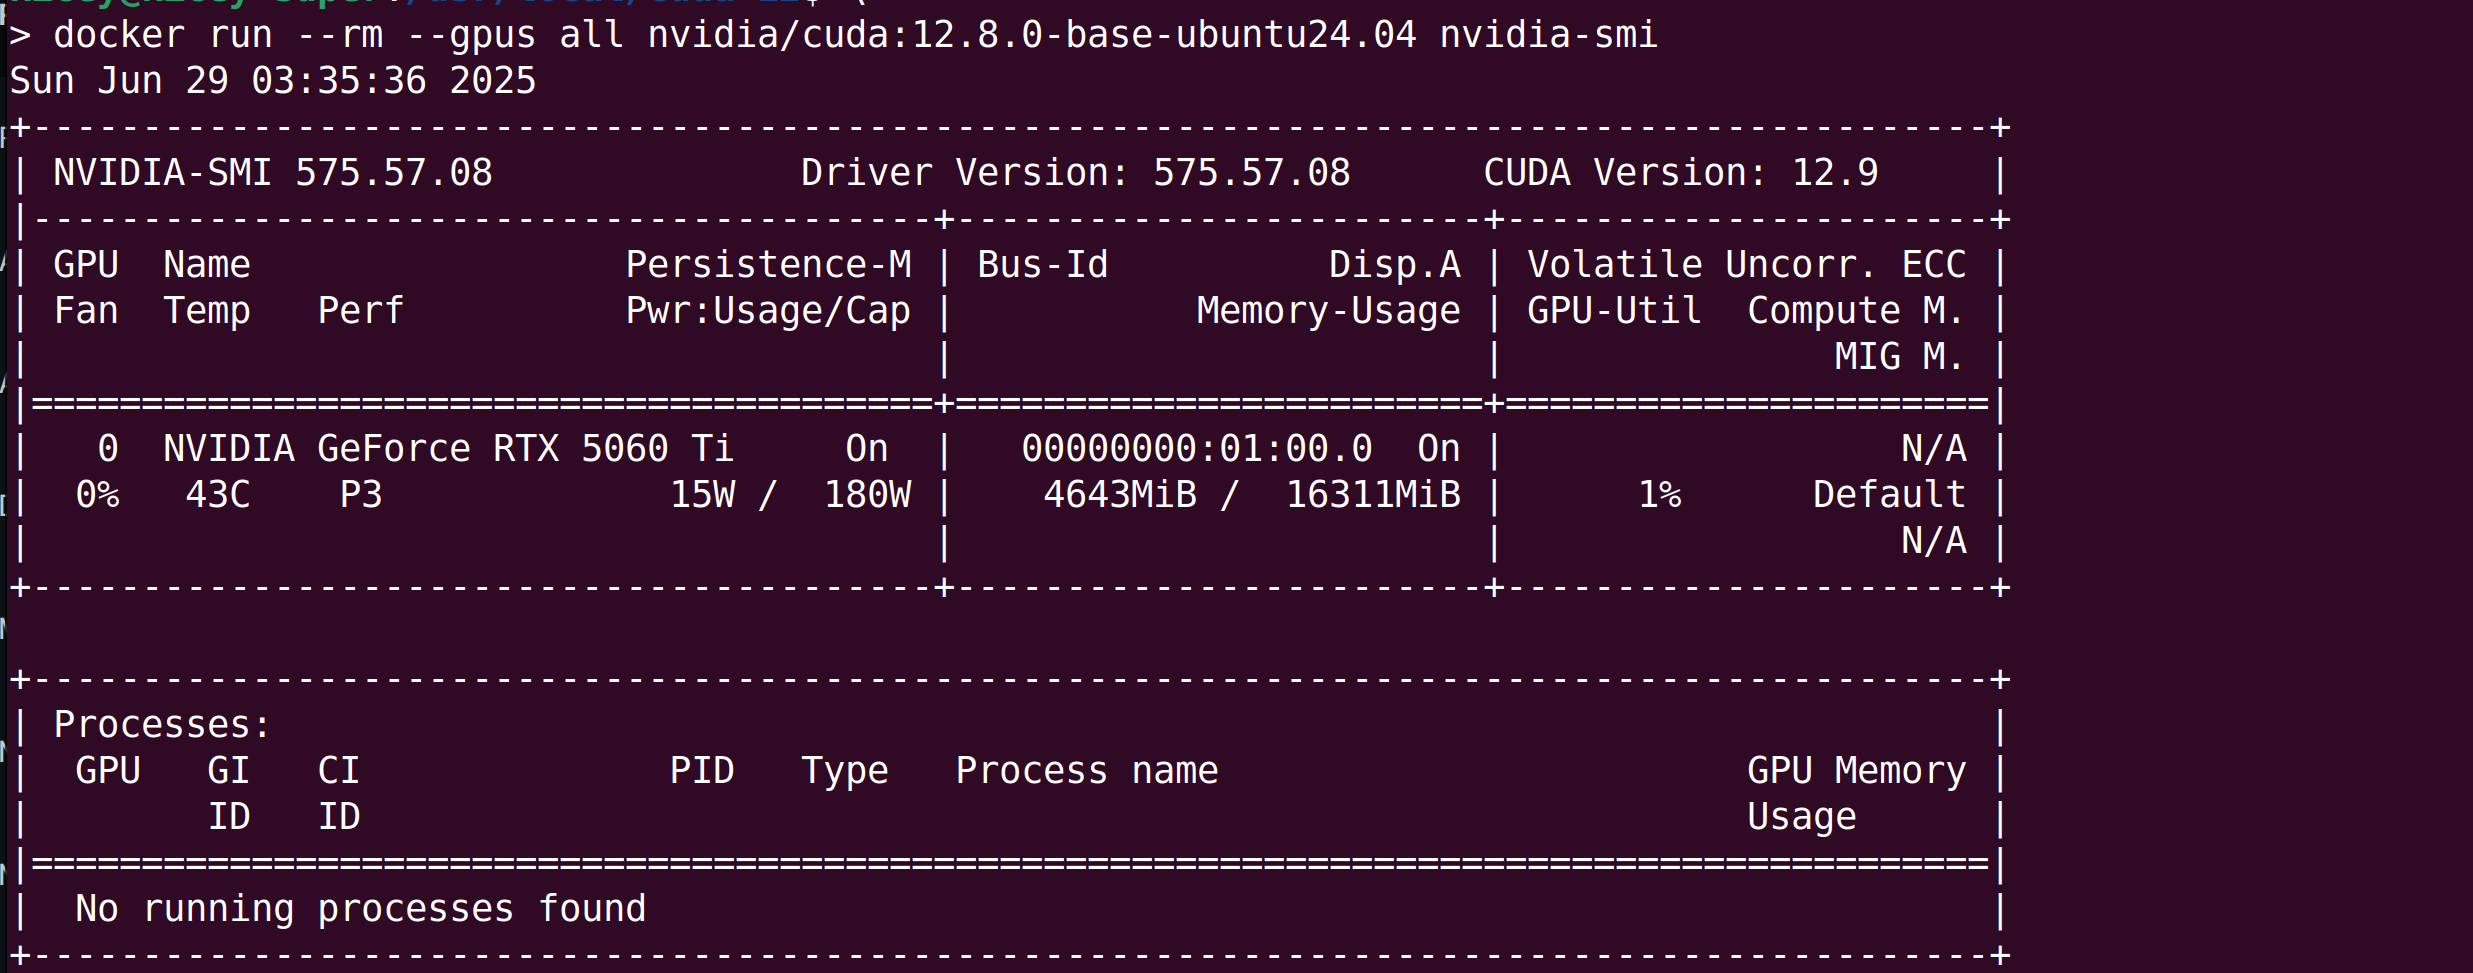 > docker run --rm --gpus all nvidia/cuda:12.8.0-base-ubuntu24.04 nvidia-smi
Sun Jun 29 03:35:36 2025
+-----------------------------------------------------------------------------------------+
| NVIDIA-SMI 575.57.08              Driver Version: 575.57.08      CUDA Version: 12.9     |
|-----------------------------------------+------------------------+----------------------+
| GPU  Name                 Persistence-M | Bus-Id          Disp.A | Volatile Uncorr. ECC |
| Fan  Temp   Perf          Pwr:Usage/Cap |           Memory-Usage | GPU-Util  Compute M. |
|                                         |                        |               MIG M. |
|=========================================+========================+======================|
|   0  NVIDIA GeForce RTX 5060 Ti     On  |   00000000:01:00.0  On |                  N/A |
|  0%   43C    P3             15W /  180W |    4643MiB /  16311MiB |      1%      Default |
|                                         |                        |                  N/A |
+-----------------------------------------+------------------------+----------------------+
+-----------------------------------------------------------------------------------------+
| Processes:                                                                              |
|  GPU   GI   CI              PID   Type   Process name                        GPU Memory |
|        ID   ID                                                               Usage      |
|=========================================================================================|
|  No running processes found                                                             |
+-----------------------------------------------------------------------------------------+